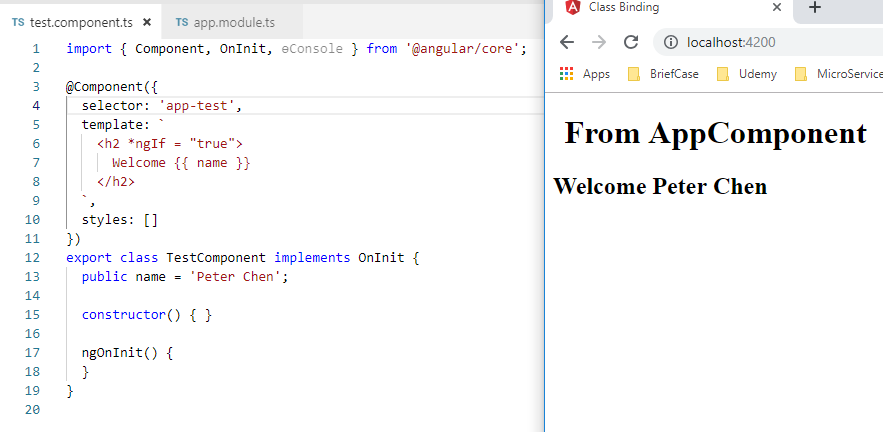 TS test.component.ts × TS app.module.ts
1 import { Component, OnInit, eConsole } from '@angular/core';
2
3 @Component({
4   selector: 'app-test',
5   template: `
6     <h2 *ngIf = "true">
7       Welcome {{ name }}
8     </h2>
9   `,
10   styles: []
11 })
12 export class TestComponent implements OnInit {
13   public name = 'Peter Chen';
14
15   constructor() { }
16
17   ngOnInit() {
18   }
19 }
20
Class Binding × +
localhost:4200
Apps BriefCase Udemy MicroService
From AppComponent
Welcome Peter Chen